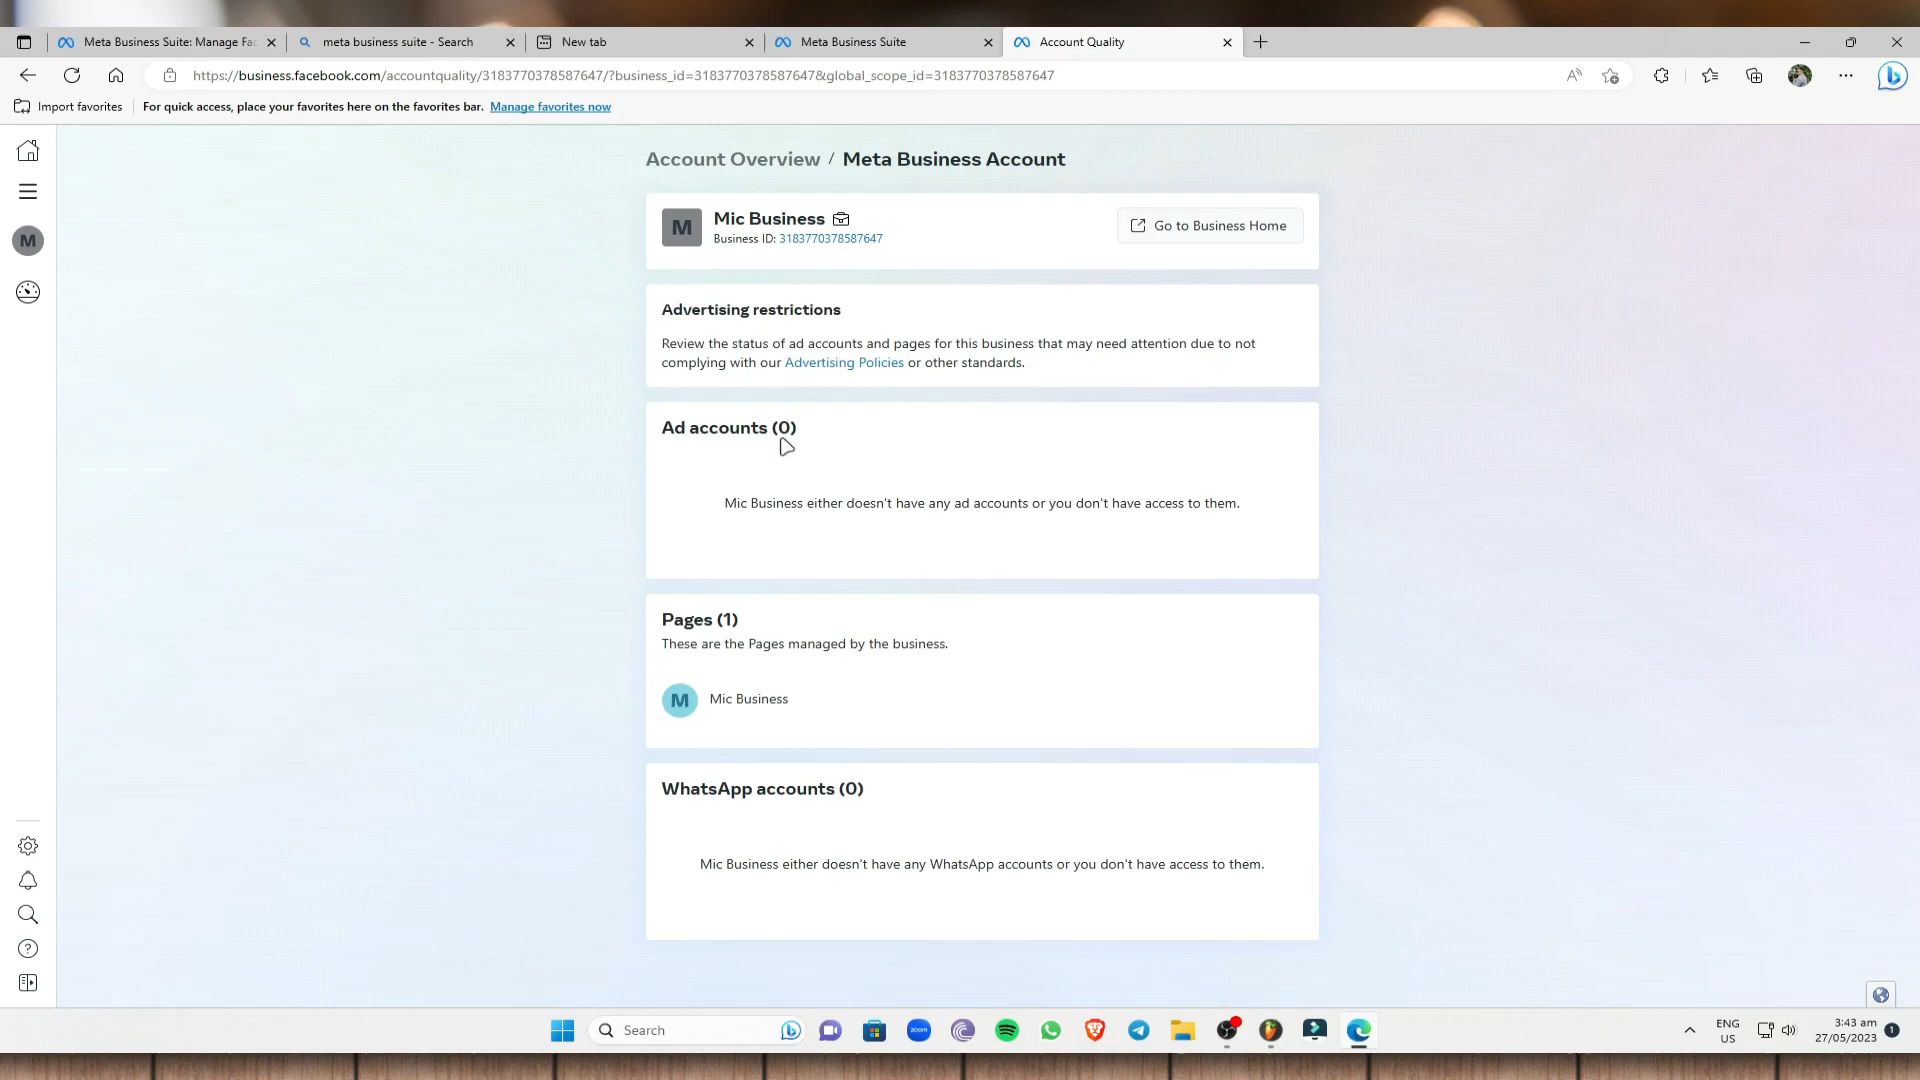 Meta Business Suite: Manage Fac
meta business suite - Search
New tab
Meta Business Suite
Account Quality
https://business.facebook.com/accountquality/3183770378587647/?business_id=3183770378587647&global_scope_id=3183770378587647
Import favorites
For quick access, place your favorites here on the favorites bar. Manage favorites now
M
Account Overview / Meta Business Account
M
Mic Business
Business ID: 3183770378587647
Go to Business Home
Advertising restrictions
Review the status of ad accounts and pages for this business that may need attention due to not
complying with our Advertising Policies or other standards.
Ad accounts (0)
Mic Business either doesn't have any ad accounts or you don't have access to them.
Pages (1)
These are the Pages managed by the business.
M
Mic Business
WhatsApp accounts (0)
Mic Business either doesn't have any WhatsApp accounts or you don't have access to them.
Search
zoom
ENG
US
3:43 am
27/05/2023
1